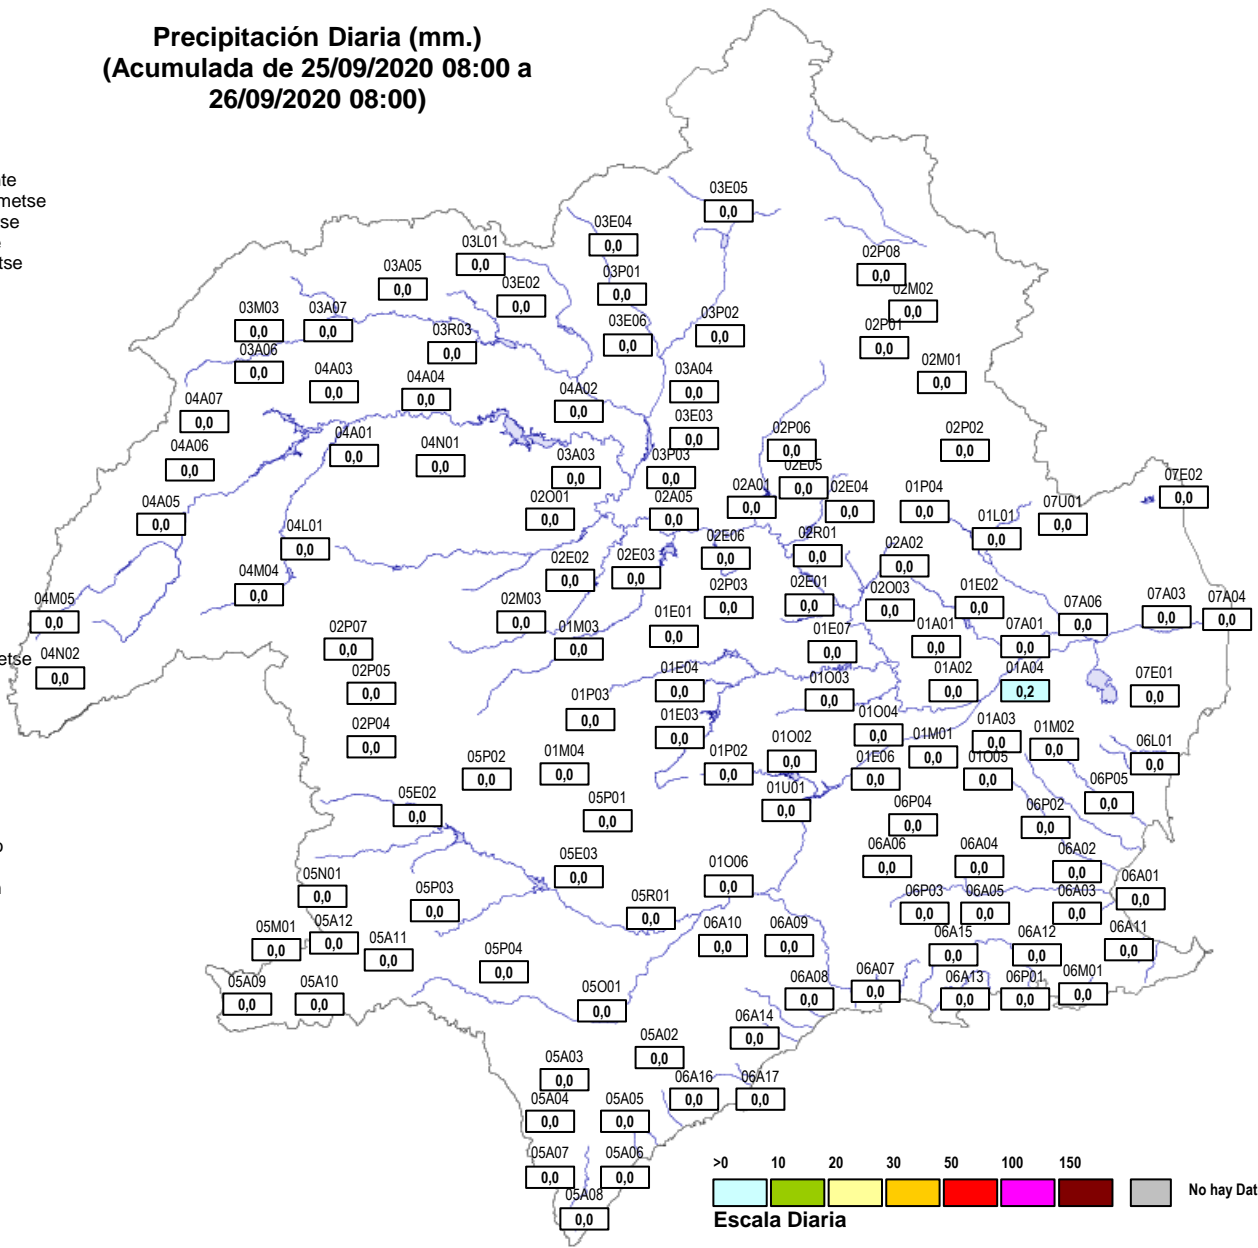 Precipitación Diaria (mm.)
(Acumulada de 25/09/2020 08:00 a
26/09/2020 08:00)
te
metse
se
tse
etse
03E05
0,0
03E04
0,0
03L01
0,0
02P08
0,0
03A05
0,0
03P01
0,0
03E02
0,0
02M02
0,0
03M03
0,0
03A07
0,0
03P02
0,0
03E06
0,0
02P01
0,0
03R03
0,0
03A06
0,0
02M01
0,0
04A03
0,0
04A04
0,0
03A04
0,0
04A02
0,0
04A07
0,0
03E03
0,0
02P06
0,0
02P02
0,0
04A01
0,0
04N01
0,0
04A06
0,0
03A03
0,0
03P03
0,0
02E05
0,0
07E02
0,0
02A01
0,0
02E04
0,0
01P04
0,0
02O01
0,0
02A05
0,0
04A05
0,0
07U01
0,0
01L01
0,0
04L01
0,0
02E06
0,0
02R01
0,0
02A02
0,0
02E02
0,0
02E03
0,0
04M04
0,0
02P03
0,0
02E01
0,0
02O03
0,0
01E02
0,0
04M05
0,0
02M03
0,0
07A06
0,0
07A03
0,0
07A04
0,0
01E01
0,0
02P07
0,0
01M03
0,0
01E07
0,0
01A01
0,0
07A01
0,0
04N02
0,0
02P05
0,0
01E04
0,0
01O03
0,0
01A02
0,0
01A04
0,2
07E01
0,0
01P03
0,0
01E03
0,0
01O04
0,0
01A03
0,0
01M02
0,0
02P04
0,0
01M01
0,0
01O02
0,0
06L01
0,0
05P02
0,0
01M04
0,0
01P02
0,0
01E06
0,0
01O05
0,0
05E02
0,0
05P01
0,0
01U01
0,0
06P05
0,0
06P04
0,0
06P02
0,0
05E03
0,0
01O06
0,0
06A06
0,0
06A04
0,0
06A02
0,0
05N01
0,0
05P03
0,0
05R01
0,0
06P03
0,0
06A05
0,0
06A03
0,0
06A01
0,0
05M01
0,0
05A12
0,0
05A11
0,0
06A10
0,0
06A09
0,0
06A15
0,0
06A12
0,0
06A11
0,0
05P04
0,0
05A09
0,0
05A10
0,0
05O01
0,0
06A08
0,0
06A07
0,0
06A13
0,0
06P01
0,0
06M01
0,0
06A14
0,0
05A02
0,0
05A03
0,0
06A16
0,0
06A17
0,0
05A04
0,0
05A05
0,0
05A07
0,0
05A06
0,0
05A08
0,0
>0 10 20 30 50 100 150
No hay Dat
Escala Diaria